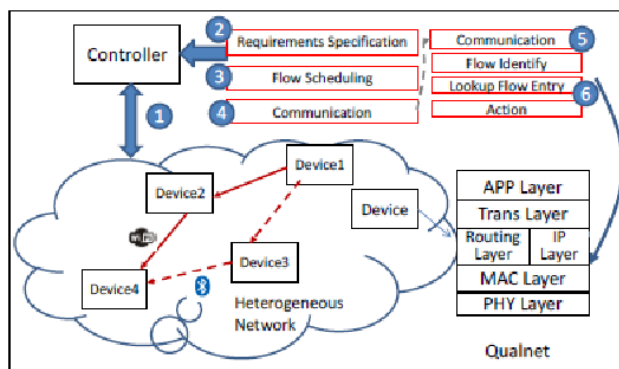 Controller
2
Requirements Specification
3
Flow Scheduling
4
Communication
Communication
5
Flow Identify
Lookup Flow Entry
6
Action
1
Device1
Device2
Device
Device3
Device4
Heterogeneous
Network
APP Layer
Trans Layer
Routing
Layer
IP
Layer
MAC Layer
PHY Layer
Qualnet